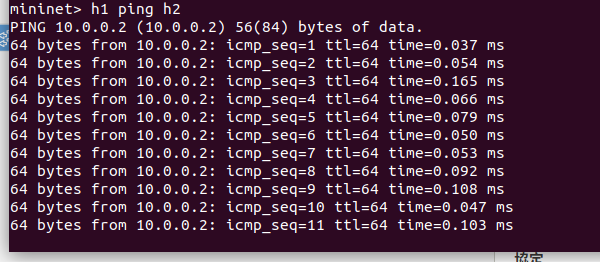 mininet> h1 ping h2
PING 10.0.0.2 (10.0.0.2) 56(84) bytes of data.
64 bytes from 10.0.0.2: icmp_seq=1 ttl=64 time=0.037 ms
64 bytes from 10.0.0.2: icmp_seq=2 ttl=64 time=0.054 ms
64 bytes from 10.0.0.2: icmp_seq=3 ttl=64 time=0.165 ms
64 bytes from 10.0.0.2: icmp_seq=4 ttl=64 time=0.066 ms
64 bytes from 10.0.0.2: icmp_seq=5 ttl=64 time=0.079 ms
64 bytes from 10.0.0.2: icmp_seq=6 ttl=64 time=0.050 ms
64 bytes from 10.0.0.2: icmp_seq=7 ttl=64 time=0.053 ms
64 bytes from 10.0.0.2: icmp_seq=8 ttl=64 time=0.092 ms
64 bytes from 10.0.0.2: icmp_seq=9 ttl=64 time=0.108 ms
64 bytes from 10.0.0.2: icmp_seq=10 ttl=64 time=0.047 ms
64 bytes from 10.0.0.2: icmp_seq=11 ttl=64 time=0.103 ms
協定